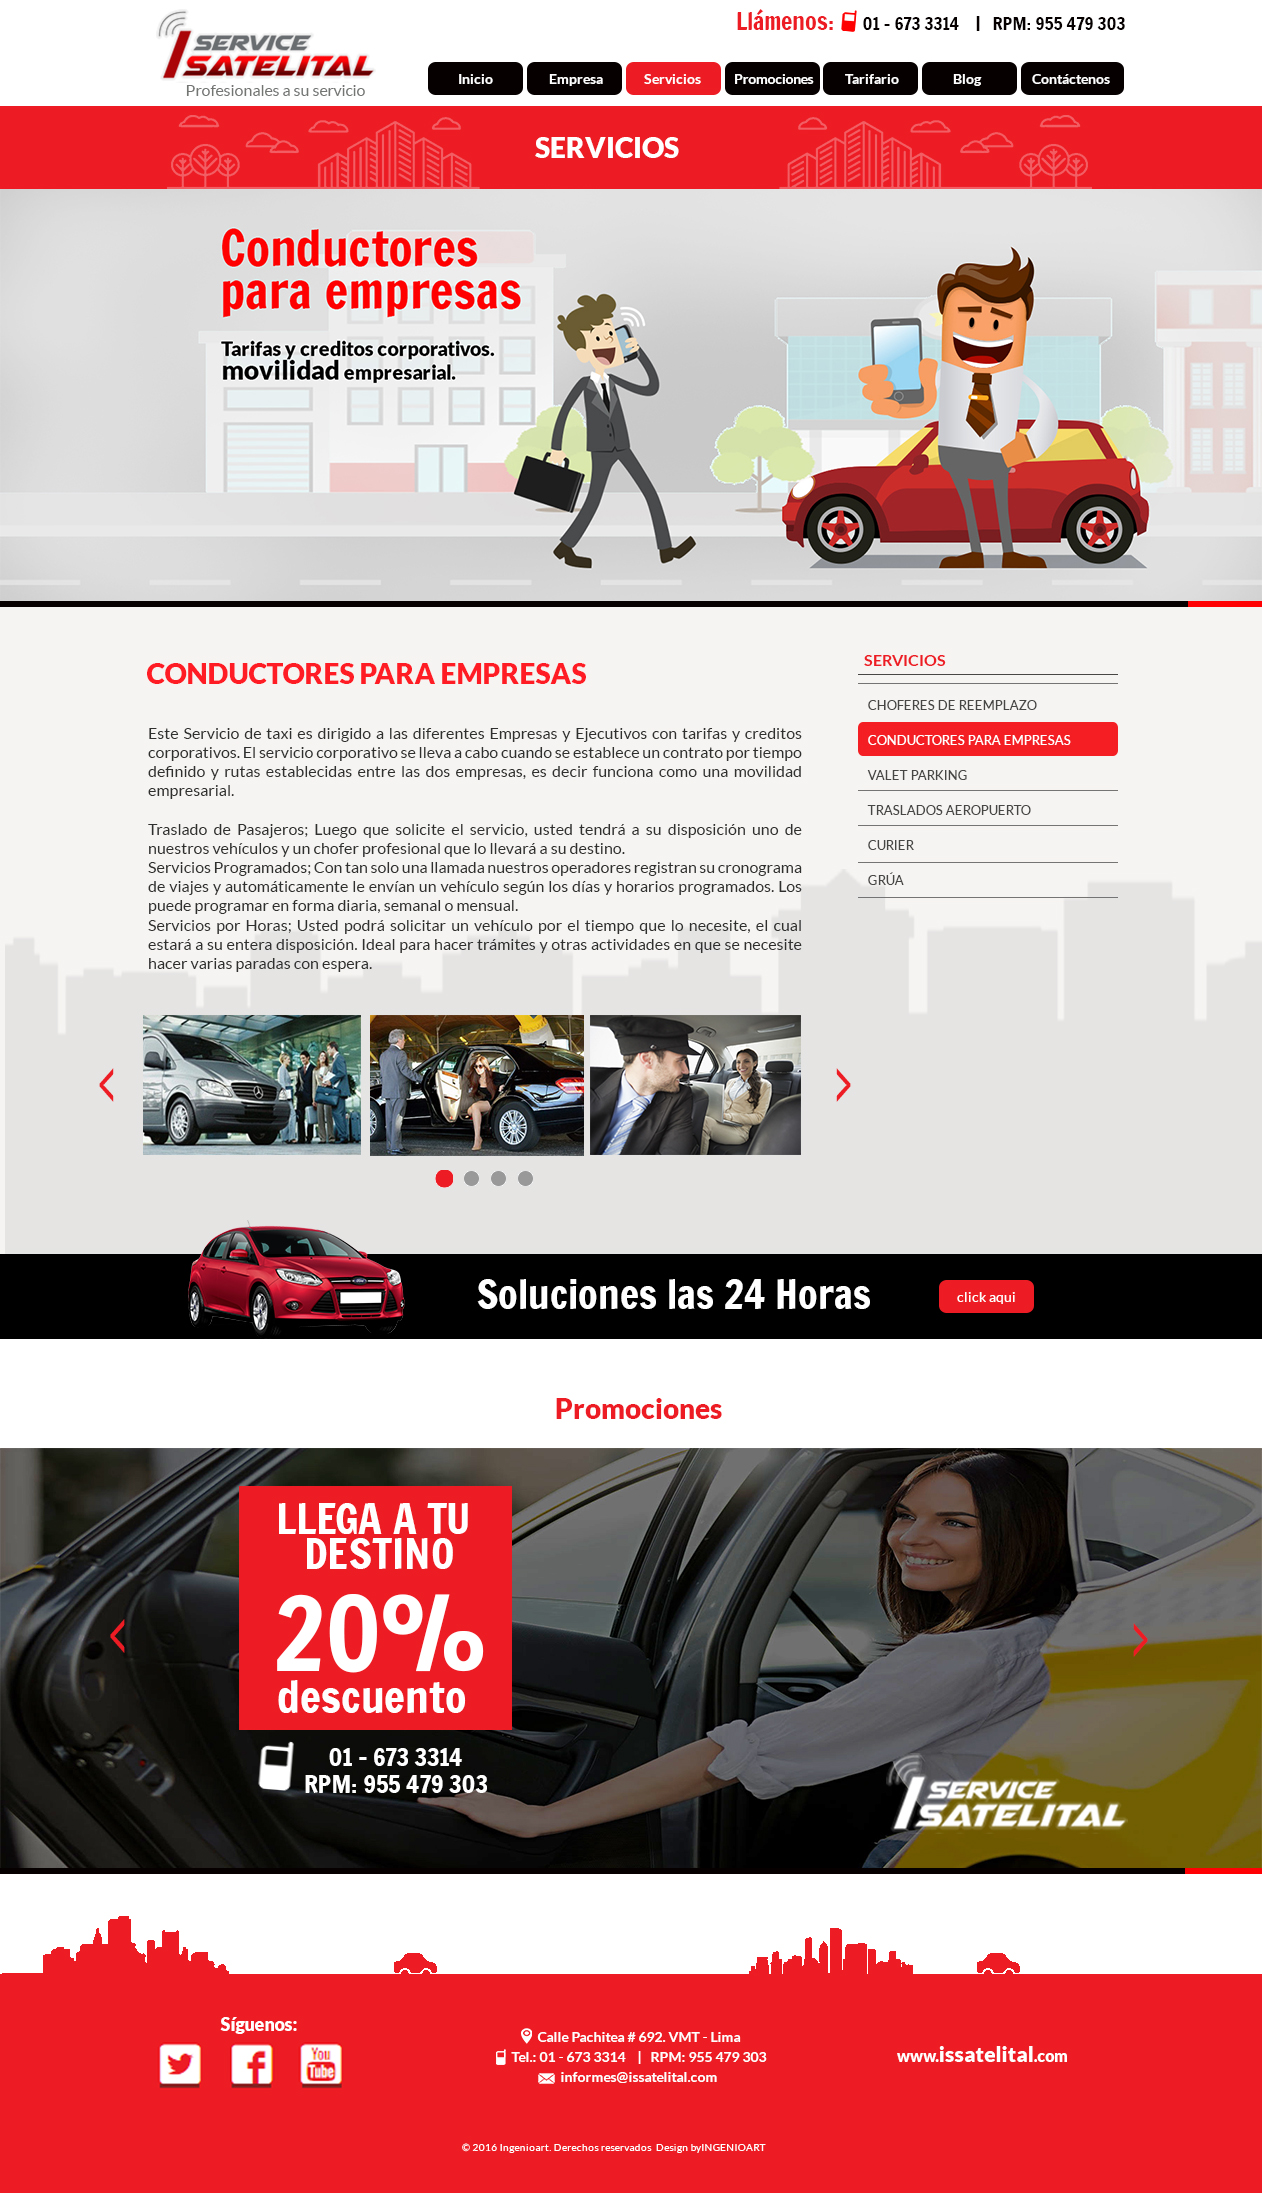 SERVICE
SATELITAL
Profesionales a su servicio
Llámenos: 01 - 673 3314 | RPM: 955 479 303
Inicio Empresa Servicios Promociones Tarifario Blog Contáctenos
SERVICIOS
Conductores
para empresas
Tarifas y creditos corporativos.
movilidad empresarial.
CONDUCTORES PARA EMPRESAS
Este Servicio de taxi es dirigido a las diferentes Empresas y Ejecutivos con tarifas y creditos
corporativos. El servicio corporativo se lleva a cabo cuando se establece un contrato por tiempo
definido y rutas establecidas entre las dos empresas, es decir funciona como una movilidad
empresarial.
Traslado de Pasajeros; Luego que solicite el servicio, usted tendrá a su disposición uno de
nuestros vehículos y un chofer profesional que lo llevará a su destino.
Servicios Programados; Con tan solo una llamada nuestros operadores registran su cronograma
de viajes y automáticamente le envían un vehículo según los días y horarios programados. Los
puede programar en forma diaria, semanal o mensual.
Servicios por Horas; Usted podrá solicitar un vehículo por el tiempo que lo necesite, el cual
estará a su entera disposición. Ideal para hacer trámites y otras actividades en que se necesite
hacer varias paradas con espera.
SERVICIOS
CHOFERES DE REEMPLAZO
CONDUCTORES PARA EMPRESAS
VALET PARKING
TRASLADOS AEROPUERTO
CURIER
GRÚA
Soluciones las 24 Horas
click aqui
Promociones
LLEGA A TU
DESTINO
20%
descuento
01 - 673 3314
RPM: 955 479 303
SERVICE
SATELITAL
Síguenos:
You
Tube
Calle Pachitea # 692. VMT - Lima
Tel.: 01 - 673 3314 | RPM: 955 479 303
informes@issatelital.com
www.issatelital.com
© 2016 Ingenioart. Derechos reservados Design byINGENIOART